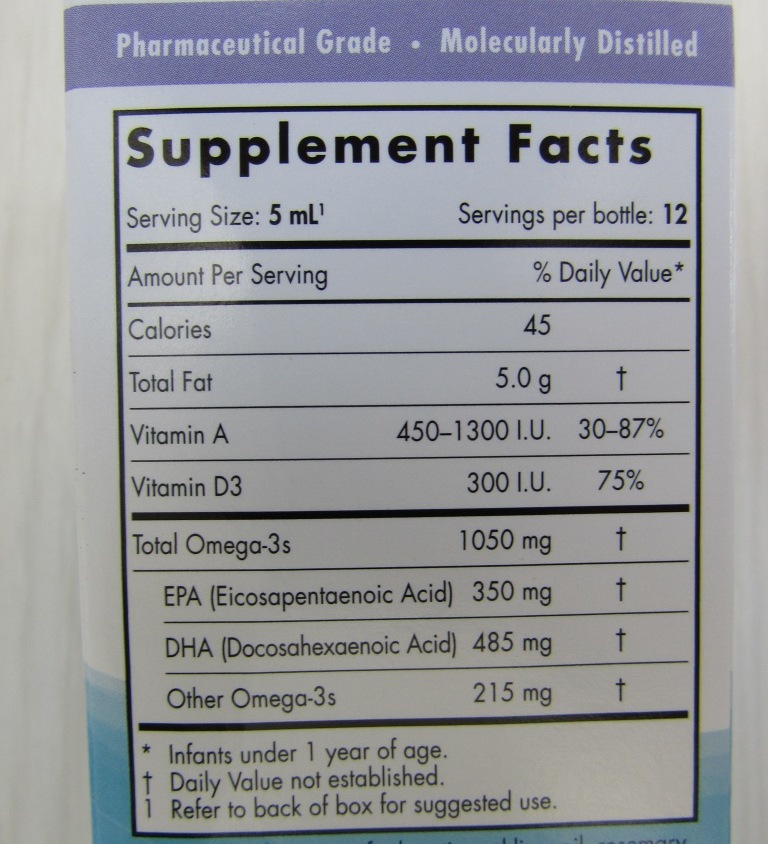 Pharmaceutical Grade • Molecularly Distilled
Supplement Facts
Serving Size: 5 mL¹ Servings per bottle: 12
Amount Per Serving % Daily Value*
Calories 45
Total Fat 5.0 g †
Vitamin A 450–1300 I.U. 30–87%
Vitamin D3 300 I.U. 75%
Total Omega-3s 1050 mg †
EPA (Eicosapentaenoic Acid) 350 mg †
DHA (Docosahexaenoic Acid) 485 mg †
Other Omega-3s 215 mg †
* Infants under 1 year of age.
† Daily Value not established.
1 Refer to back of box for suggested use.